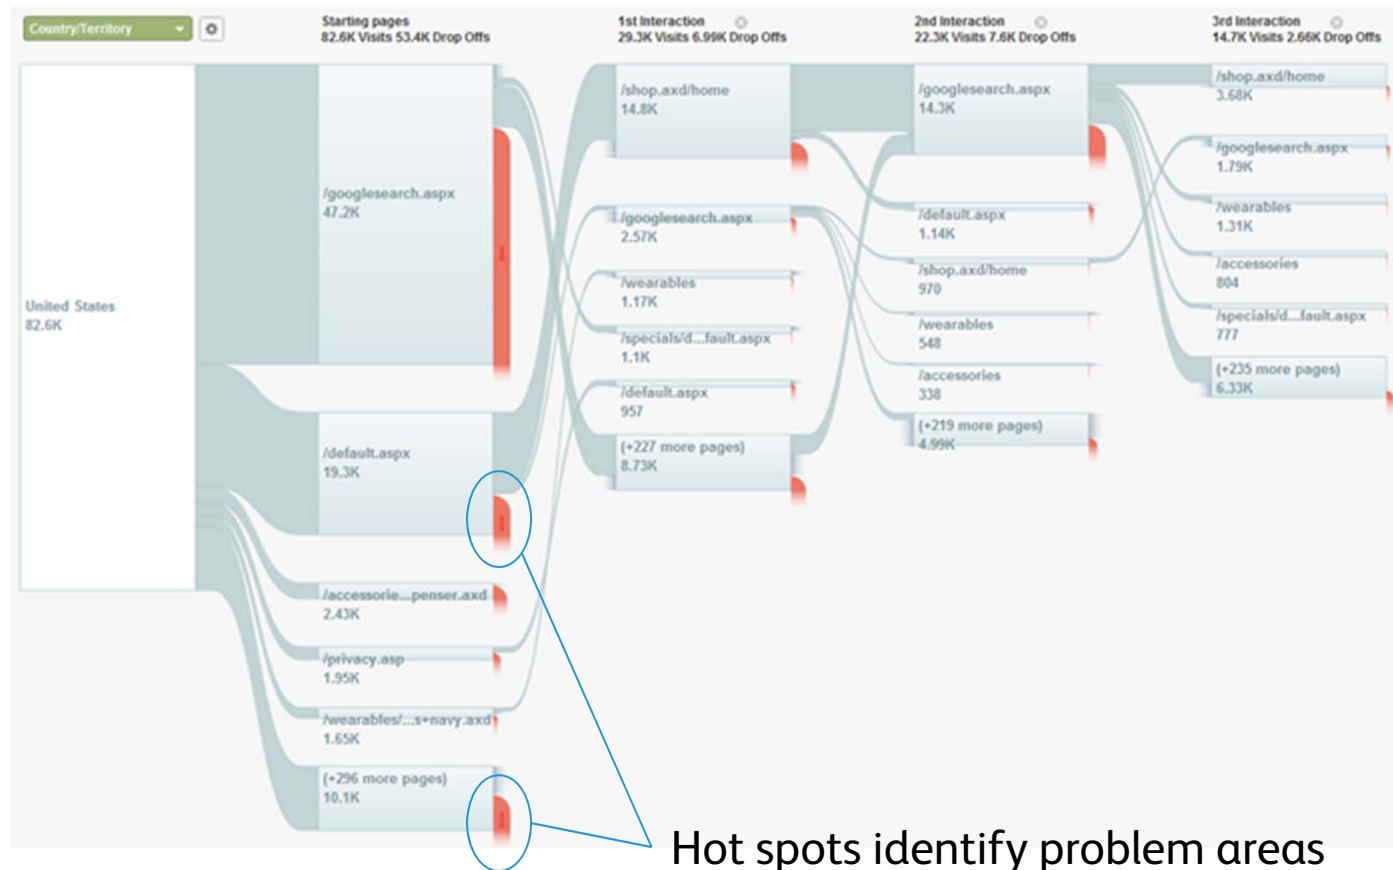 Country/Territory
Starting pages
82.6K Visits 53.4K Drop Offs
1st Interaction
29.3K Visits 6.99K Drop Offs
2nd Interaction
22.3K Visits 7.6K Drop Offs
3rd Interaction
14.7K Visits 2.66K Drop Offs
United States
82.6K
/googlesearch.aspx
47.2K
/default.aspx
19.3K
/accessorie...penser.axd
2.43K
/privacy.asp
1.95K
/wearables/...s+navy.axd
1.65K
(+296 more pages)
10.1K
/shop.axd/home
14.8K
/googlesearch.aspx
2.57K
/wearables
1.17K
/specials/d...fault.aspx
1.1K
/default.aspx
957
(+227 more pages)
8.73K
/googlesearch.aspx
14.3K
/default.aspx
1.14K
/shop.axd/home
970
/wearables
548
/accessories
338
(+219 more pages)
4.99K
/shop.axd/home
3.68K
/googlesearch.aspx
1.79K
/wearables
1.31K
/accessories
804
/specials/d...fault.aspx
777
(+235 more pages)
6.33K
Hot spots identify problem areas